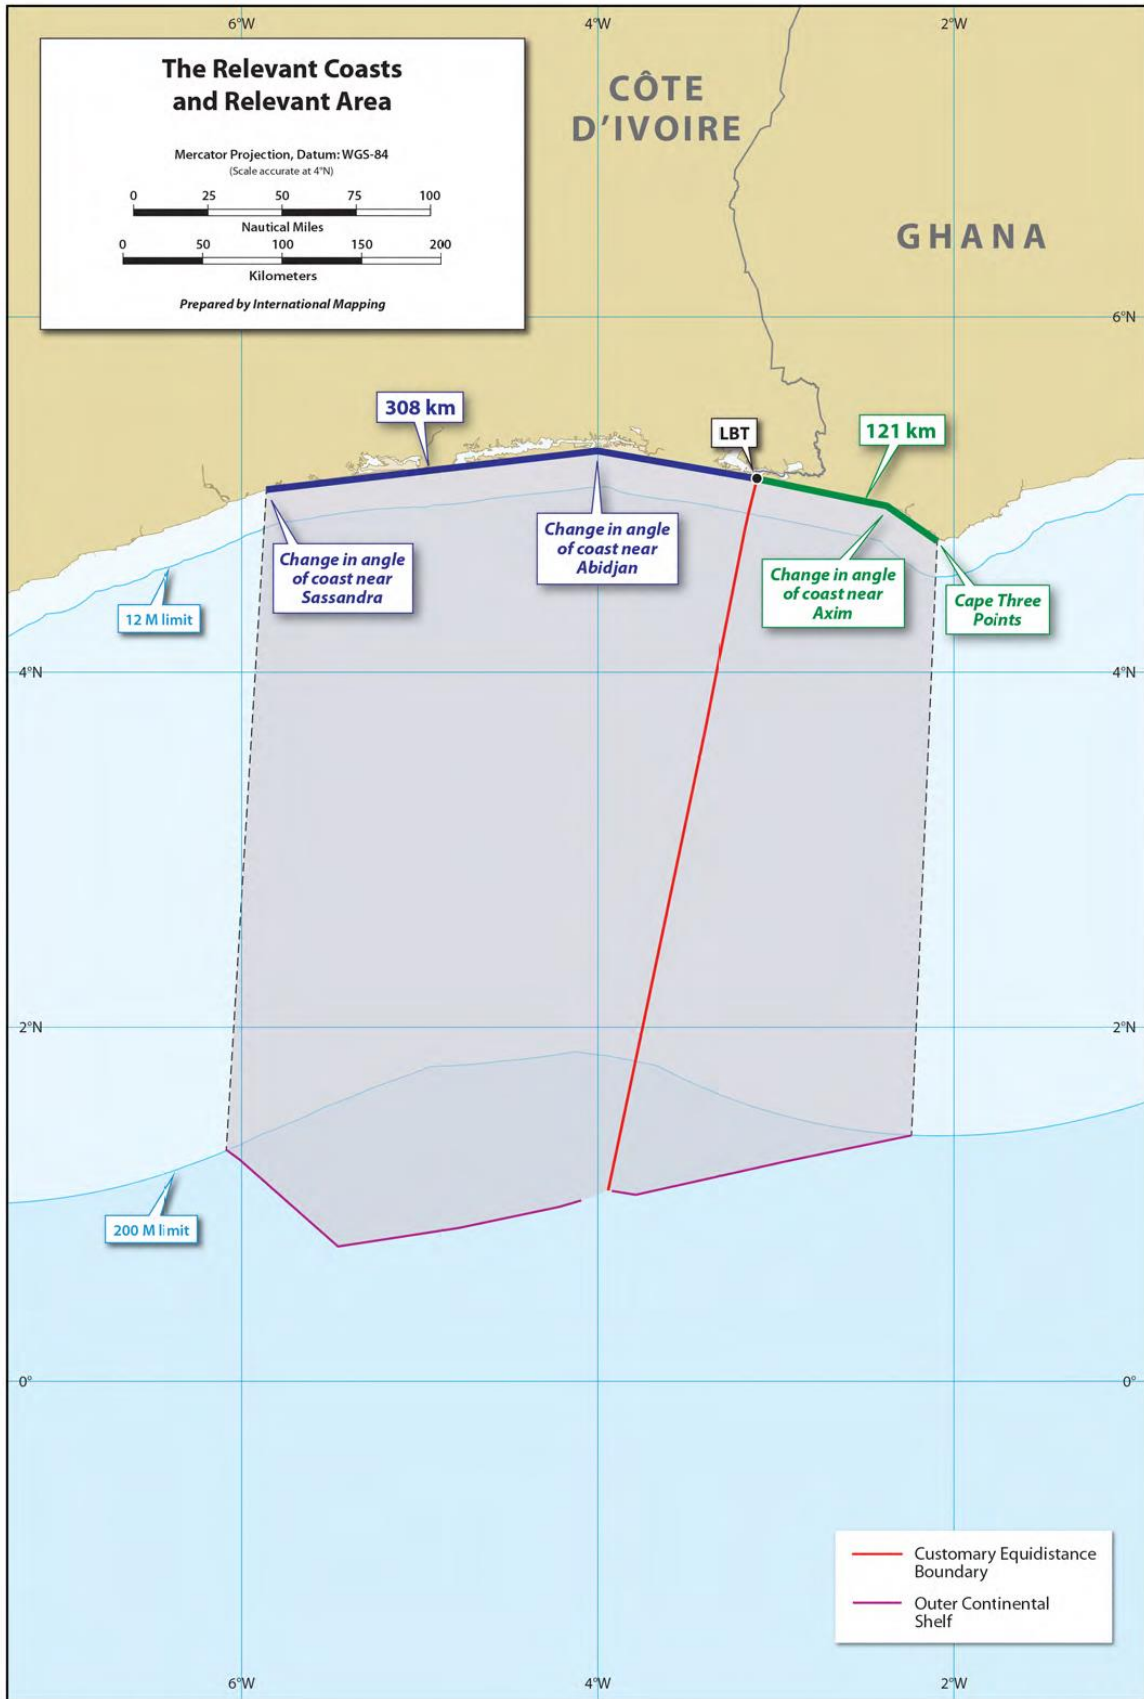 6°W
4°W
2°W
The Relevant Coasts
and Relevant Area
Mercator Projection, Datum: WGS-84
(Scale accurate at 4°N)
0 25 50 75 100
Nautical Miles
0 50 100 150 200
Kilometers
Prepared by International Mapping
CÔTE
D'IVOIRE
GHANA
6°N
308 km
LBT
121 km
Change in angle
of coast near
Sassandra
Change in angle
of coast near
Abidjan
Change in angle
of coast near
Axim
Cape Three
Points
12 M limit
4°N
4°N
2°N
2°N
200 M limit
0°
0°
Customary Equidistance
Boundary
Outer Continental
Shelf
6°W
4°W
2°W